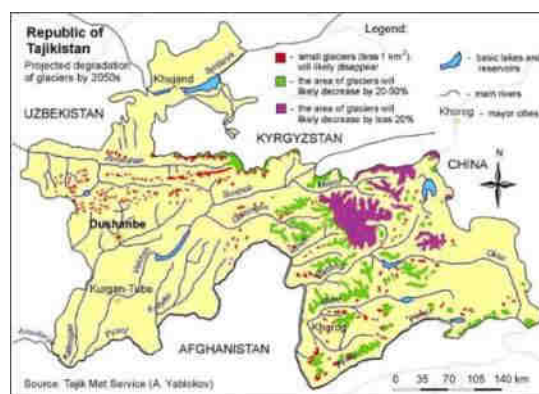 Republic of
Tajikistan
Projected degradation
of glaciers by 2050s
Legend:
- small glaciers (less 1 km²),
will likely disappear
- the area of glaciers will
likely decrease by 20-50%
- the area of glaciers will
likely decrease by less 20%
- basic lakes and
reservoirs
- main rivers
Khorog - mayor cities
Khujand
UZBEKISTAN
KYRGYZSTAN
CHINA
N
Dushanbe
Kurgan-Tube
Khorog
AFGHANISTAN
Source: Tajik Met Service (A. Yablokov)
0 35 70 105 140 km